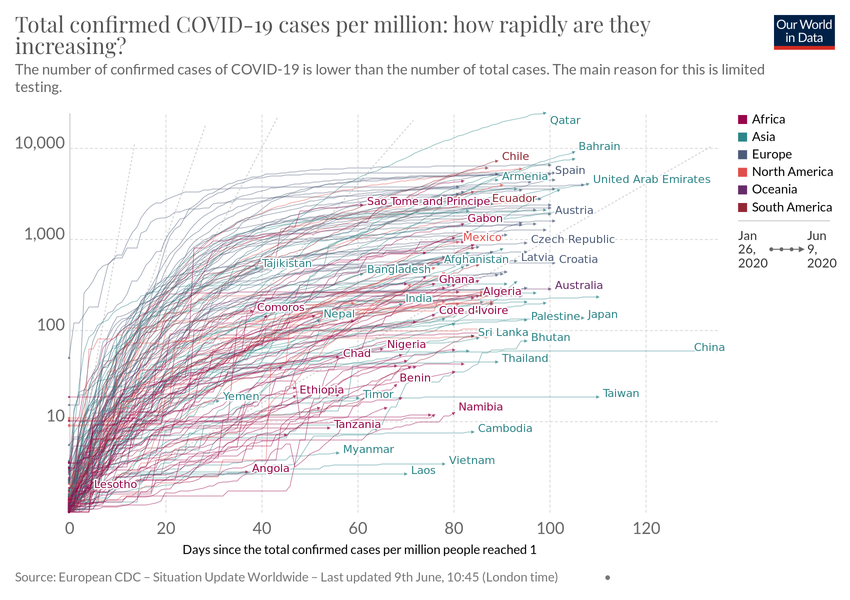 Total confirmed COVID-19 cases per million: how rapidly are they
increasing?
Our World
in Data
The number of confirmed cases of COVID-19 is lower than the number of total cases. The main reason for this is limited
testing.
Qatar
Africa
Asia
Europe
North America
Oceania
South America
Jan
26,
2020
Jun
9,
2020
10,000
Bahrain
Chile
Spain
Armenia
United Arab Emirates
Sao Tome and Principe
Ecuador
Austria
Gabon
1,000
Mexico
Czech Republic
Tajikistan
Bangladesh
Afghanistan
Latvia
Croatia
Ghana
Algeria
Australia
India
Comoros
Nepal
Cote d'Ivoire
Palestine
Japan
100
Sri Lanka
Bhutan
Nigeria
Chad
China
Thailand
Benin
Ethiopia
Yemen
Timor
Taiwan
Namibia
10
Tanzania
Cambodia
Myanmar
Vietnam
Angola
Laos
Lesotho
0
20
40
60
80
100
120
Days since the total confirmed cases per million people reached 1
Source: European CDC – Situation Update Worldwide – Last updated 9th June, 10:45 (London time)